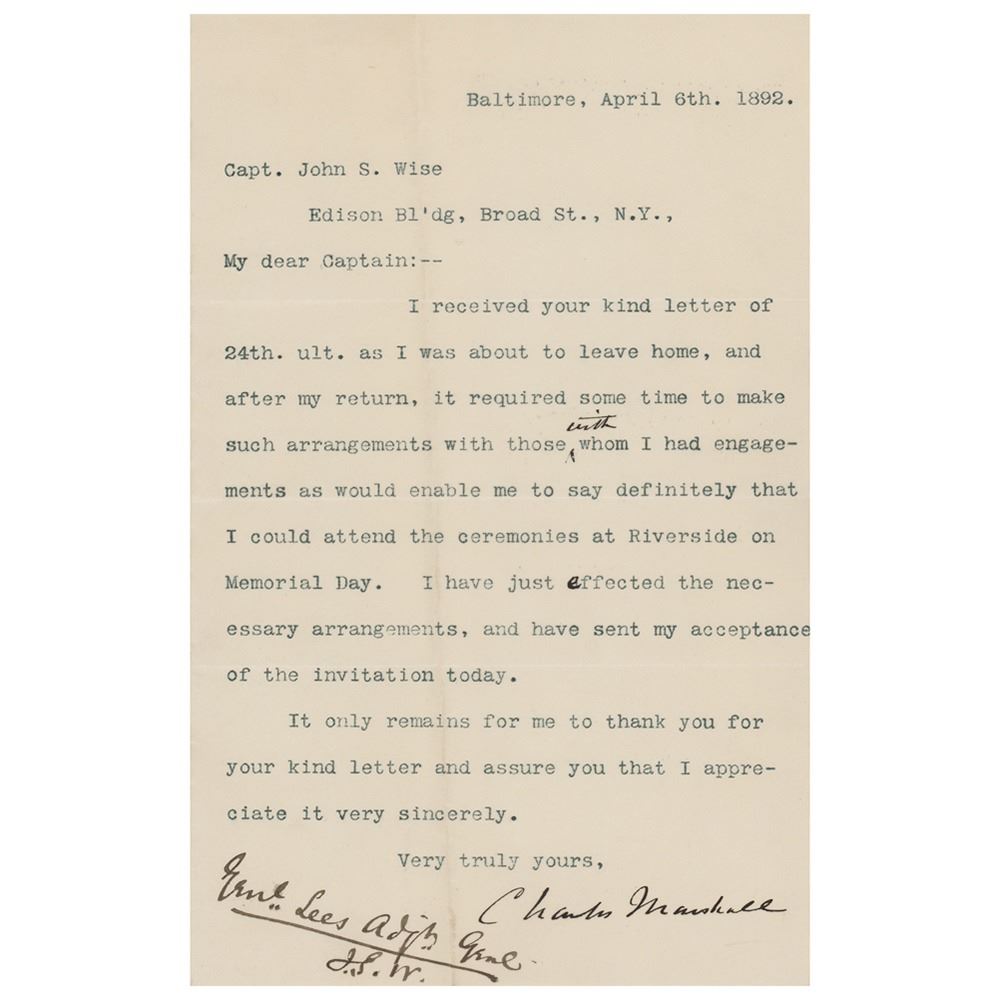 Baltimore, April 6th. 1892.
Capt. John S. Wise
Edison Bl'dg, Broad St., N.Y.,
My dear Captain:--
I received your kind letter of
24th. ult. as I was about to leave home, and
after my return, it required some time to make
with
such arrangements with those whom I had engage-
ments as would enable me to say definitely that
I could attend the ceremonies at Riverside on
Memorial Day. I have just effected the nec-
essary arrangements, and have sent my acceptance
of the invitation today.
It only remains for me to thank you for
your kind letter and assure you that I appre-
ciate it very sincerely.
Very truly yours,
Charles Marshall
Genl Lees Adjt Genl
J.S.W.